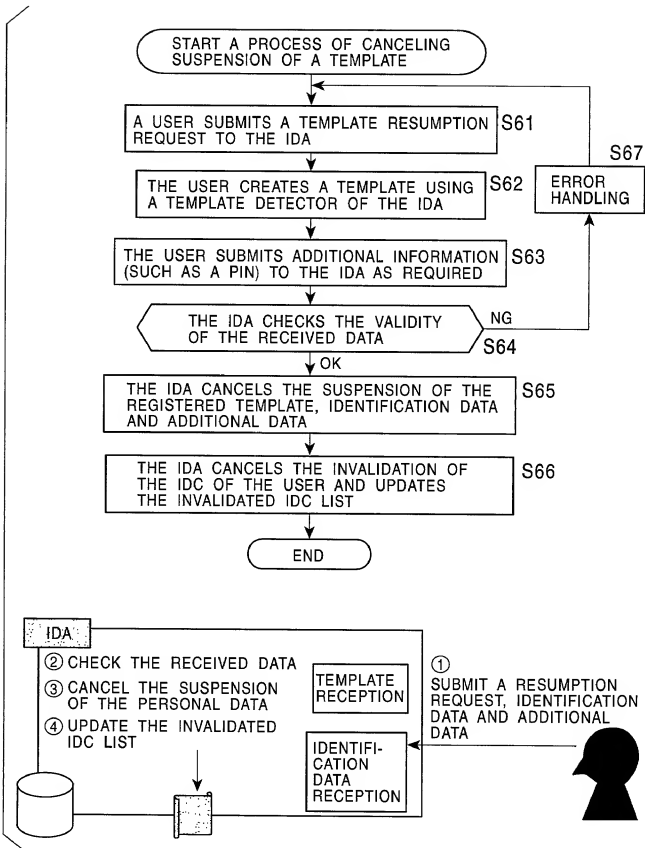 START A PROCESS OF CANCELING
SUSPENSION OF A TEMPLATE
A USER SUBMITS A TEMPLATE RESUMPTION
REQUEST TO THE IDA
S61
THE USER CREATES A TEMPLATE USING
A TEMPLATE DETECTOR OF THE IDA
S62
S67
ERROR
HANDLING
THE USER SUBMITS ADDITIONAL INFORMATION
(SUCH AS A PIN) TO THE IDA AS REQUIRED
S63
THE IDA CHECKS THE VALIDITY
OF THE RECEIVED DATA
NG
S64
OK
THE IDA CANCELS THE SUSPENSION OF THE
REGISTERED TEMPLATE, IDENTIFICATION DATA
AND ADDITIONAL DATA
S65
THE IDA CANCELS THE INVALIDATION OF
THE IDC OF THE USER AND UPDATES
THE INVALIDATED IDC LIST
S66
END
IDA
② CHECK THE RECEIVED DATA
③ CANCEL THE SUSPENSION
OF THE PERSONAL DATA
④ UPDATE THE INVALIDATED
IDC LIST
TEMPLATE
RECEPTION
IDENTIFI-
CATION
DATA
RECEPTION
①
SUBMIT A RESUMPTION
REQUEST, IDENTIFICATION
DATA AND ADDITIONAL
DATA